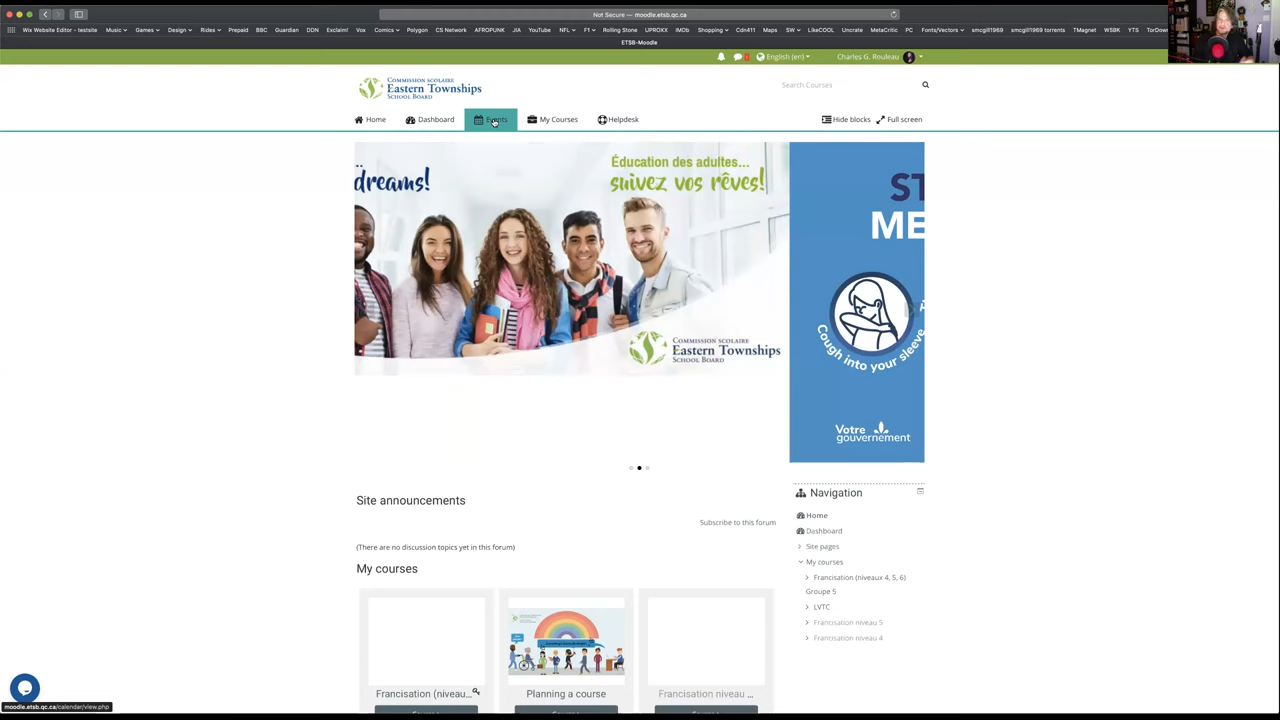 Not Secure — moodle.etsb.qc.ca
Wix Website Editor - testsite Music Games Design Rides Prepaid BBC Guardian DDN Exclaim! Vox Comics Polygon CS Network AFROPUNK JIA YouTube NFL F1 Rolling Stone UPROXX IMDb Shopping Cdn411 Maps SW LikeCOOL Uncrate MetaCritic PC Fonts/Vectors smcgill1969 smcgill1969 torrents TMagnet WSBK YTS TorDow
ETSB-Moodle
English (en) Charles G. Rouleau
Commission scolaire
Eastern Townships
School Board
Search Courses
Home Dashboard Events My Courses Helpdesk Hide blocks Full screen
dreams!
Éducation des adultes...
suivez vos rêves!
Commission scolaire
Eastern Townships
School Board
ST
ME
Cough into your sleeve
Votre
gouvernement
Site announcements
Subscribe to this forum
(There are no discussion topics yet in this forum)
My courses
Francisation (niveau...
Planning a course
Francisation niveau ...
Navigation
Home
Dashboard
Site pages
My courses
Francisation (niveaux 4, 5, 6)
Groupe 5
LVTC
Francisation niveau 5
Francisation niveau 4
moodle.etsb.qc.ca/calendar/view.php